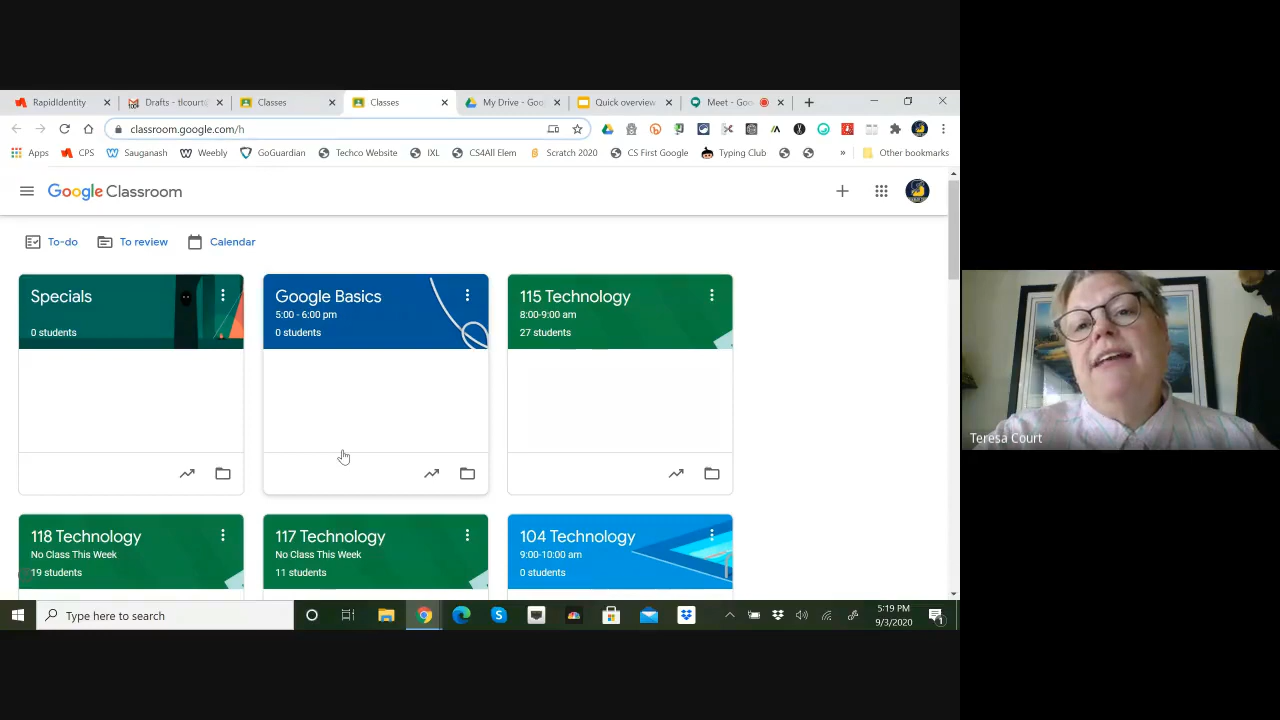 RapidIdentity
Drafts - tlcourt
Classes
Classes
My Drive - Goo
Quick overview
Meet - Goo
classroom.google.com/h
Apps
CPS
Sauganash
Weebly
GoGuardian
Techco Website
IXL
CS4All Elem
Scratch 2020
CS First Google
Typing Club
»
Other bookmarks
Google Classroom
To-do
To review
Calendar
Specials
0 students
Google Basics
5:00 - 6:00 pm
0 students
115 Technology
8:00-9:00 am
27 students
118 Technology
No Class This Week
19 students
117 Technology
No Class This Week
11 students
104 Technology
9:00-10:00 am
0 students
Teresa Court
Type here to search
5:19 PM
9/3/2020
1